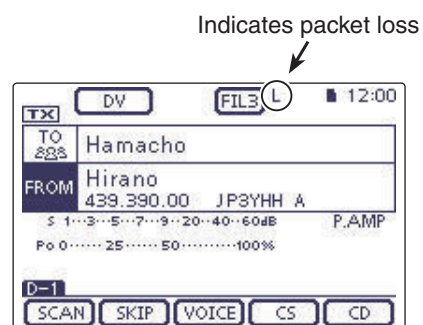 Indicates packet loss
DV FIL3 L 12:00
TX
TO Hamacho
FROM Hirano
439.390.00 JP3YHH A
S 1···3···5···7···9··20··40··60dB P.AMP
Po 0······25······50·········100%
D-1
SCAN SKIP VOICE CS CD